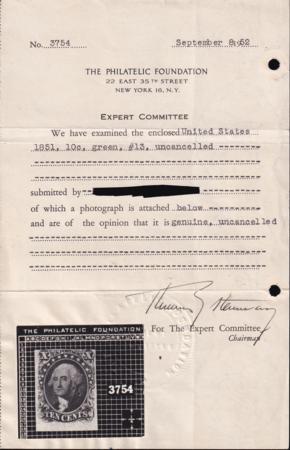 No. 3754 September 8, 1952
THE PHILATELIC FOUNDATION
22 EAST 35TH STREET
NEW YORK 16, N.Y.
EXPERT COMMITTEE
We have examined the enclosed United States
1851, 10c, green, #13, uncancelled
submitted by
of which a photograph is attached below
and are of the opinion that it is genuine, uncancelled
For The Expert Committee
Chairman
THE PHILATELIC FOUNDATION
ABCDEFGHIJKLMNOPQRSTU
3754
TEN CENTS